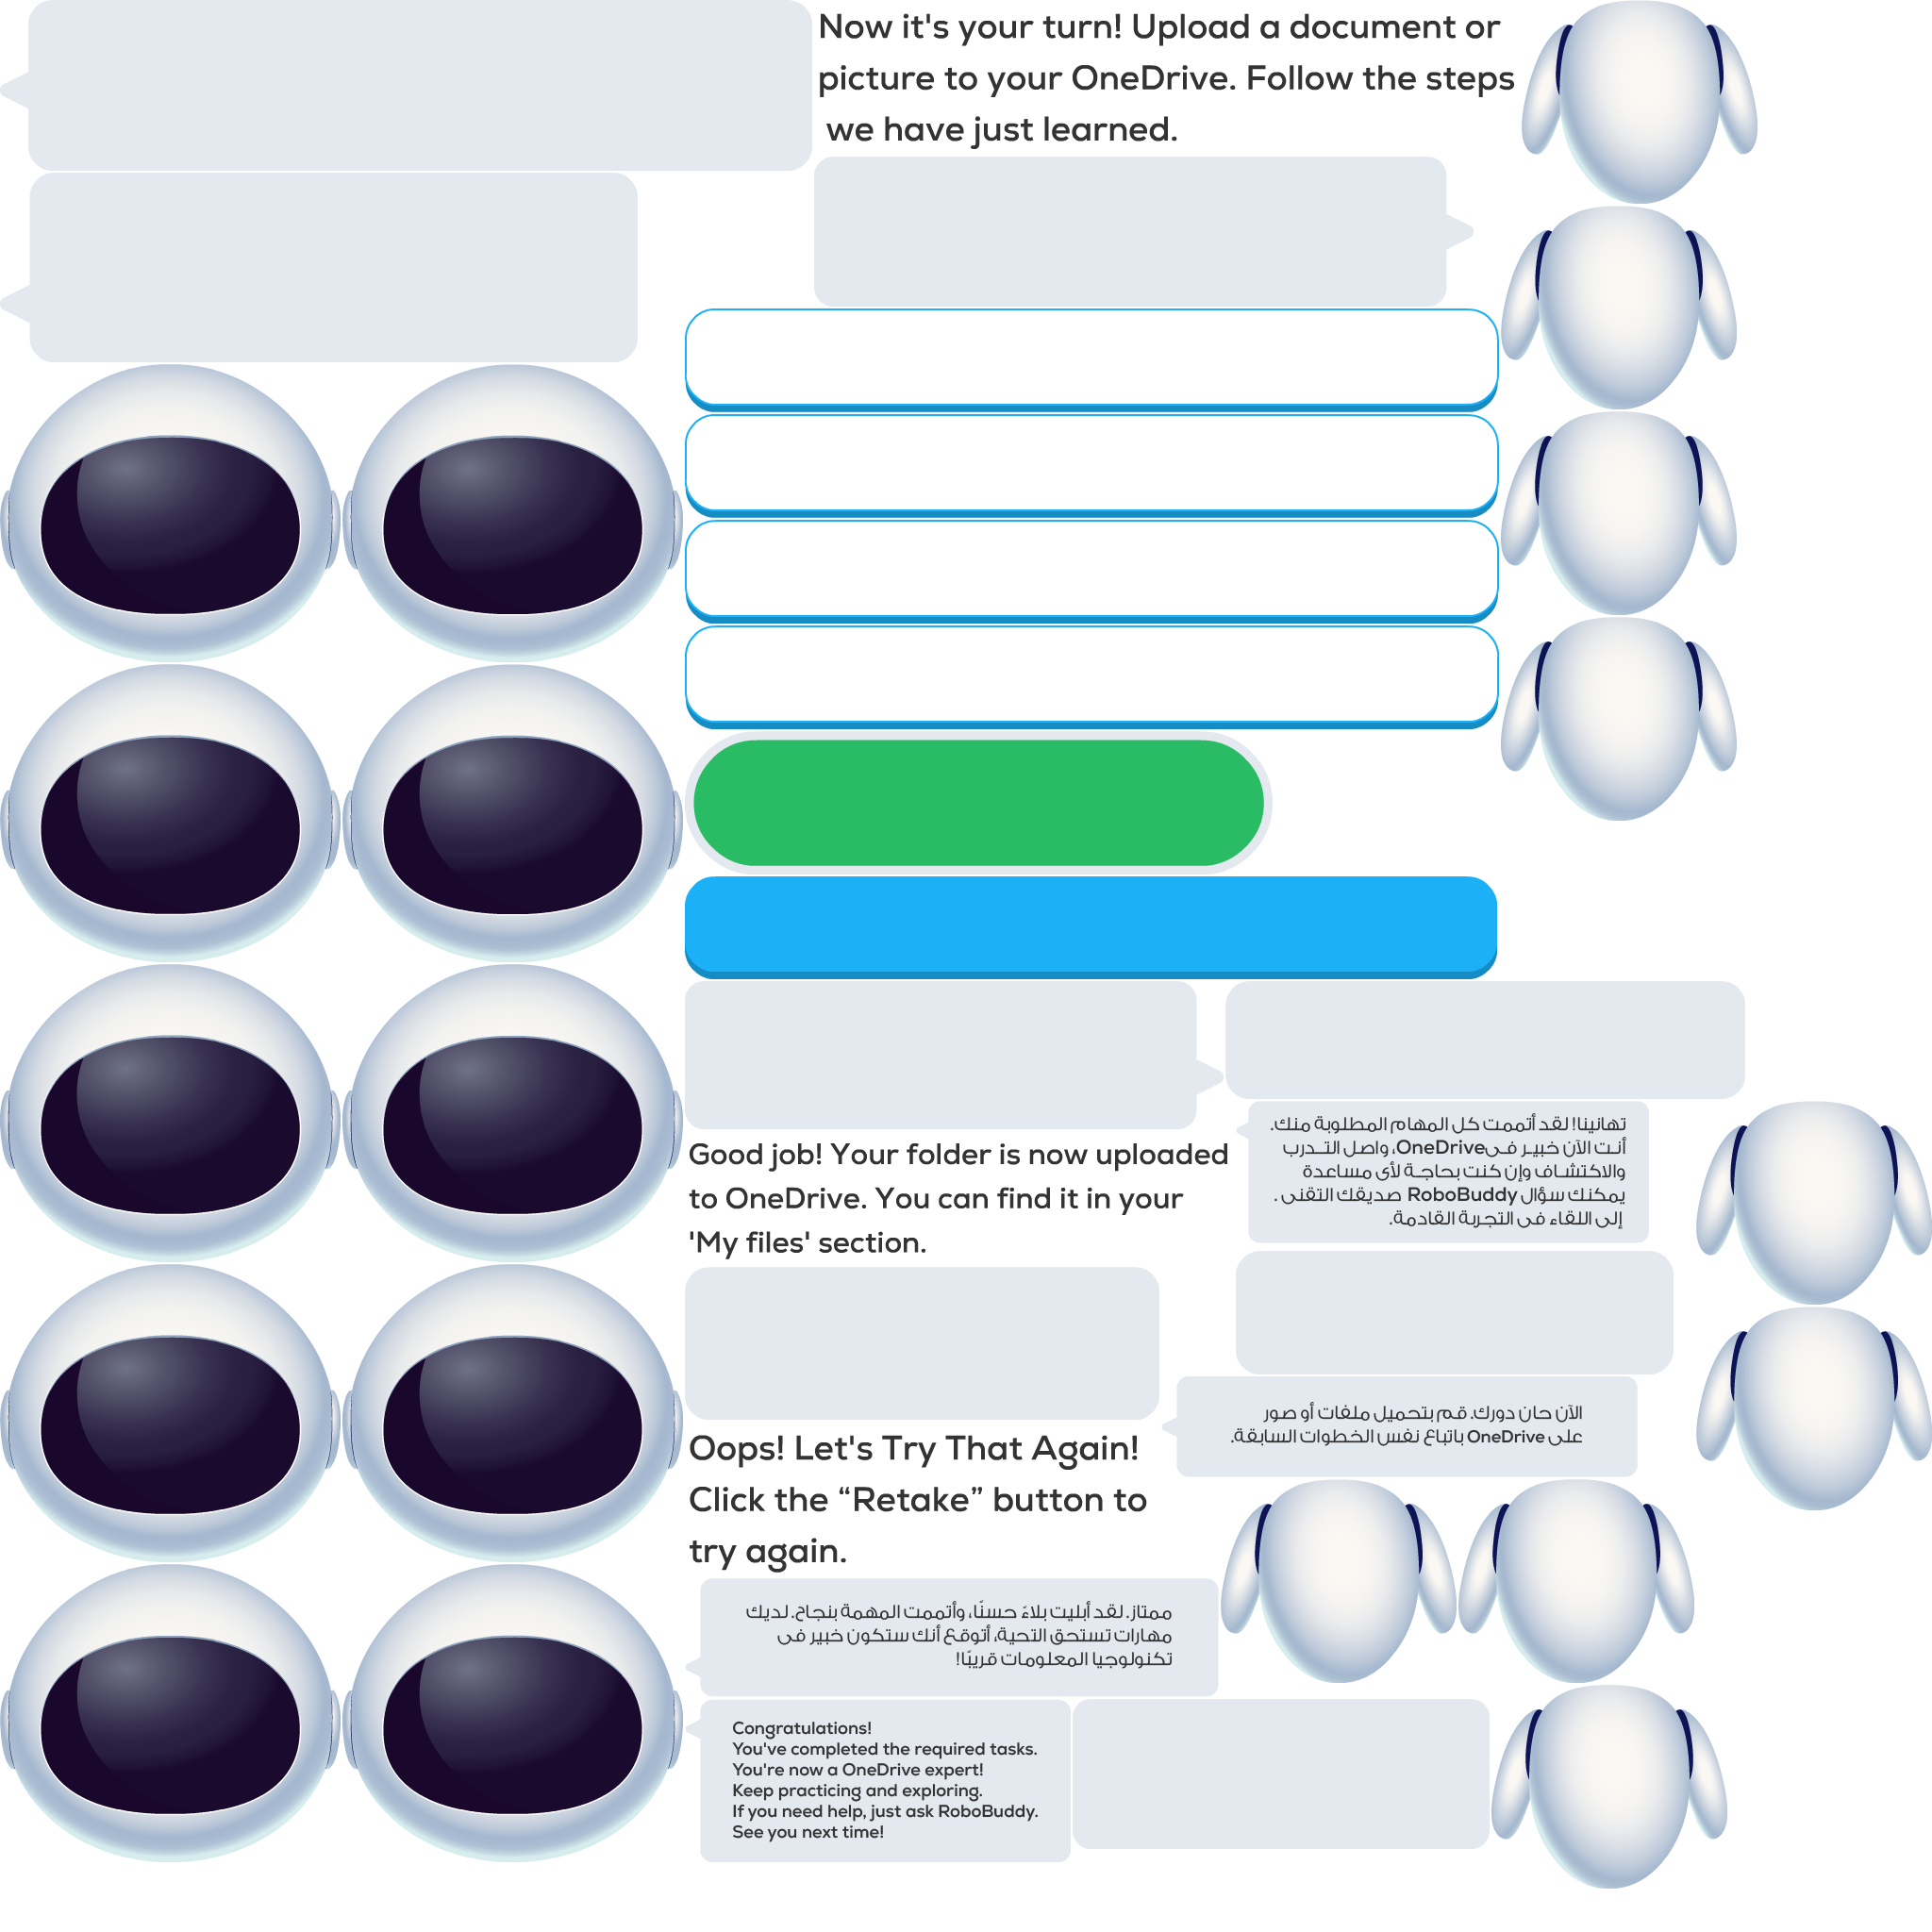 Now it's your turn! Upload a document or
picture to your OneDrive. Follow the steps
we have just learned.
Good job! Your folder is now uploaded
to OneDrive. You can find it in your
'My files' section.
تهانينا! لقد أتممت كل المهام المطلوبة منك.
أنت الآن خبير فىOneDrive، واصل التدرب
والاكتشاف وإن كنت بحاجة لأى مساعدة
يمكنك سؤال RoboBuddy صديقك التقنى .
إلى اللقاء فى التجربة القادمة.
الآن حان دورك. قم بتحميل ملفات أو صور
على OneDrive باتباع نفس الخطوات السابقة.
Oops! Let's Try That Again!
Click the “Retake” button to
try again.
ممتاز. لقد أبليت بلاءً حسنًا، وأتممت المهمة بنجاح. لديك
مهارات تستحق التحية، أتوقع أنك ستكون خبير فى
تكنولوجيا المعلومات قريبًا!
Congratulations!
You've completed the required tasks.
You're now a OneDrive expert!
Keep practicing and exploring.
If you need help, just ask RoboBuddy.
See you next time!